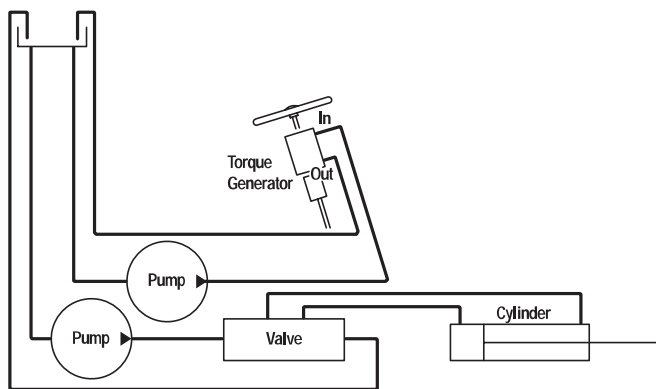 In
Torque
Generator
Out
Pump
Pump
Valve
Cylinder